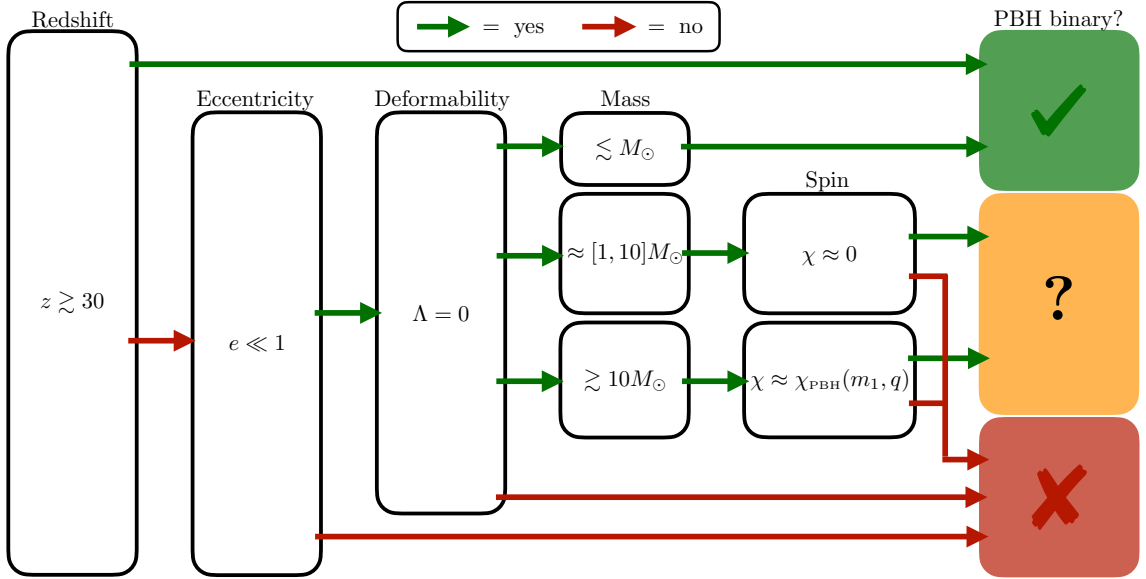 Redshift
= yes = no
PBH binary?
Eccentricity
Deformability
Mass
≲ M⊙
Spin
≈ [1, 10]M⊙
χ ≈ 0
z ≳ 30
Λ = 0
?
e ≪ 1
≳ 10M⊙
χ ≈ χPBH(m₁, q)